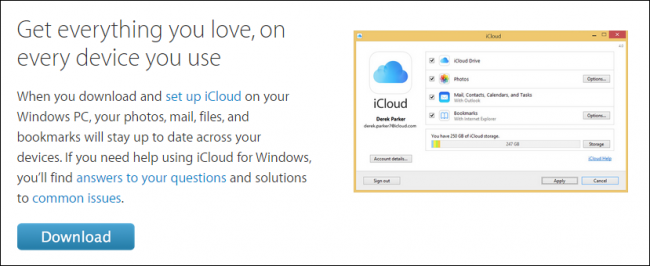 Get everything you love, on
every device you use
When you download and set up iCloud on your
Windows PC, your photos, mail, files, and
bookmarks will stay up to date across your
devices. If you need help using iCloud for Windows,
you'll find answers to your questions and solutions
to common issues.
Download
iCloud
iCloud
Derek Parker
derek.parker7@icloud.com
Account details...
Sign out
iCloud Drive
Photos
Options...
Mail, Contacts, Calendars, and Tasks
With Outlook
Bookmarks
With Internet Explorer
Options...
You have 250 GB of iCloud storage.
247 GB
Storage
iCloud Help
Apply
Cancel